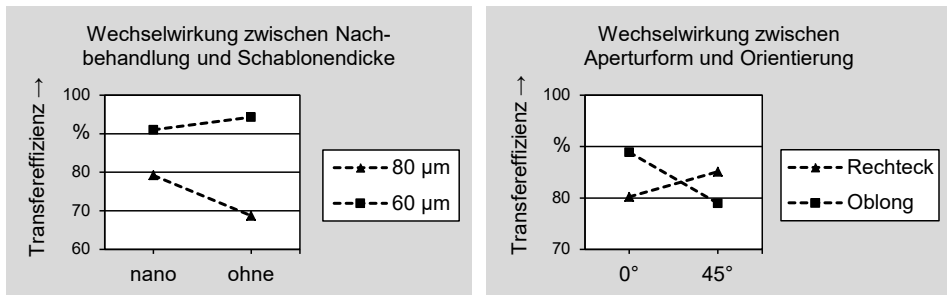 Wechselwirkung zwischen Nach-
behandlung und Schablonendicke
Transfereffizienz →
100
%
80
70
60
nano ohne
80 µm
60 µm
Wechselwirkung zwischen
Aperturform und Orientierung
Transfereffizienz →
100
%
80
70
0° 45°
Rechteck
Oblong